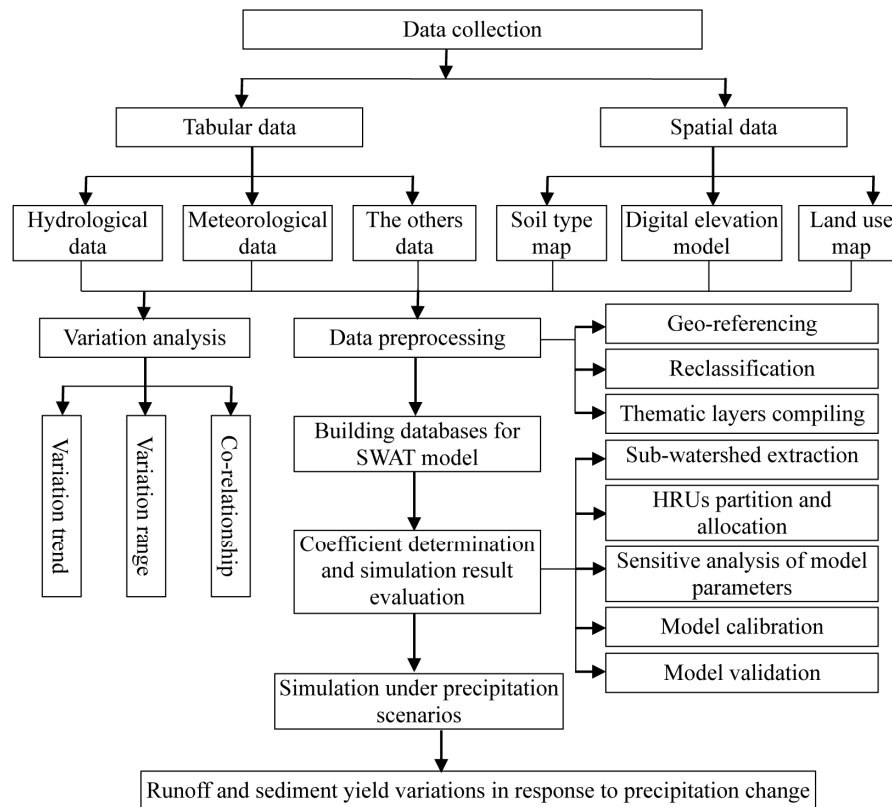 Data collection
Tabular data
Spatial data
Hydrological
data
Meteorological
data
The others
data
Soil type
map
Digital elevation
model
Land use
map
Variation analysis
Data preprocessing
Geo-referencing
Reclassification
Thematic layers compiling
Variation trend
Variation range
Co-relationship
Building databases for
SWAT model
Sub-watershed extraction
HRUs partition and
allocation
Coefficient determination
and simulation result
evaluation
Sensitive analysis of model
parameters
Model calibration
Model validation
Simulation under precipitation
scenarios
Runoff and sediment yield variations in response to precipitation change